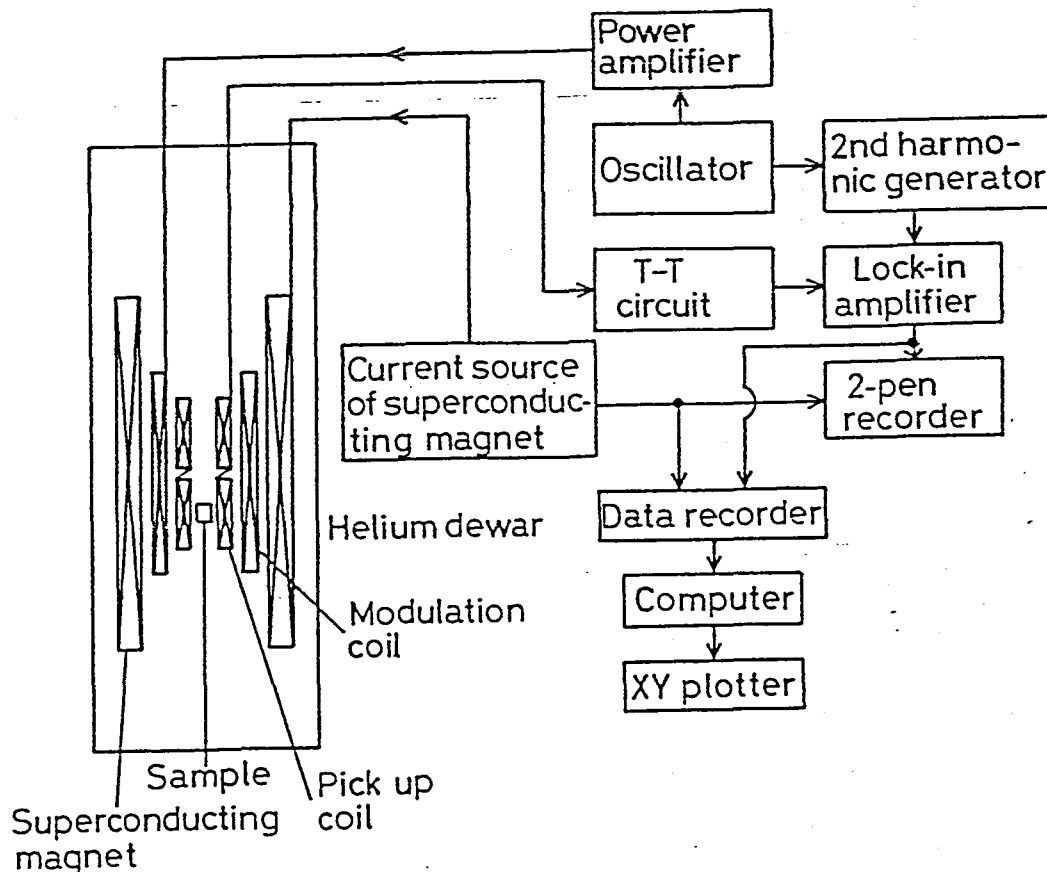 Power
amplifier
Oscillator
2nd harmo-
nic generator
T-T
circuit
Lock-in
amplifier
Current source
of superconduc-
ting magnet
2-pen
recorder
Data recorder
Helium dewar
Computer
Modulation
coil
XY plotter
Sample
Pick up
coil
Superconducting
magnet